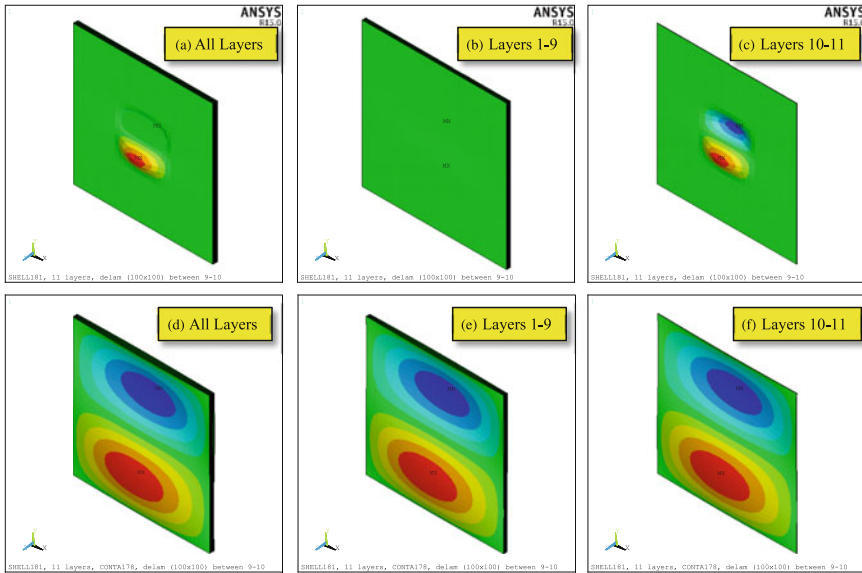 ANSYS
R15.0
(a) All Layers
MN
MX
SHELL181, 11 layers, delam (100x100) between 9-10
ANSYS
R15.0
(b) Layers 1-9
MN
MX
SHELL181, 11 layers, delam (100x100) between 9-10
ANSYS
R15.0
(c) Layers 10-11
MN
MX
SHELL181, 11 layers, delam (100x100) between 9-10
(d) All Layers
MN
MX
SHELL181, 11 layers, CONTA178, delam (100x100) between 9-10
(e) Layers 1-9
MN
MX
SHELL181, 11 layers, CONTA178, delam (100x100) between 9-10
(f) Layers 10-11
MN
MX
SHELL181, 11 layers, CONTA178, delam (100x100) between 9-10